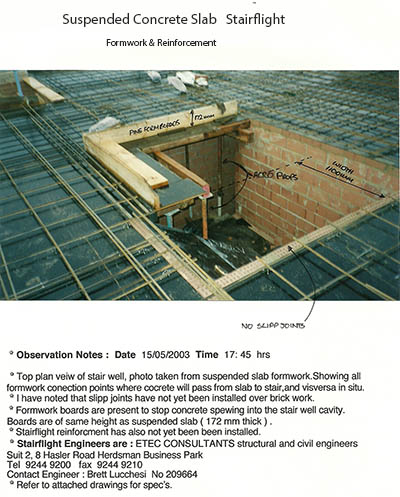 Suspended Concrete Slab Stairflight
Formwork & Reinforcement
172mm
PINE FORMBOARDS
WIDTH
1100mm
ACROW PROPS
NO SLIPP JOINTS
° Observation Notes : Date 15/05/2003 Time 17: 45 hrs
° Top plan veiw of stair well, photo taken from suspended slab formwork.Showing all
formwork conection points where cocrete will pass from slab to stair,and visversa in situ.
° I have noted that slipp joints have not yet been installed over brick work.
° Formwork boards are present to stop concrete spewing into the stair well cavity.
Boards are of same height as suspended slab ( 172 mm thick ) .
° Stairflight reinforcment has also not yet been been installed.
° Stairflight Engineers are : ETEC CONSULTANTS structural and civil engineers
Suit 2, 8 Hasler Road Herdsman Business Park
Tel 9244 9200 fax 9244 9210
Contact Engineer : Brett Lucchesi No 209664
° Refer to attached drawings for spec's.